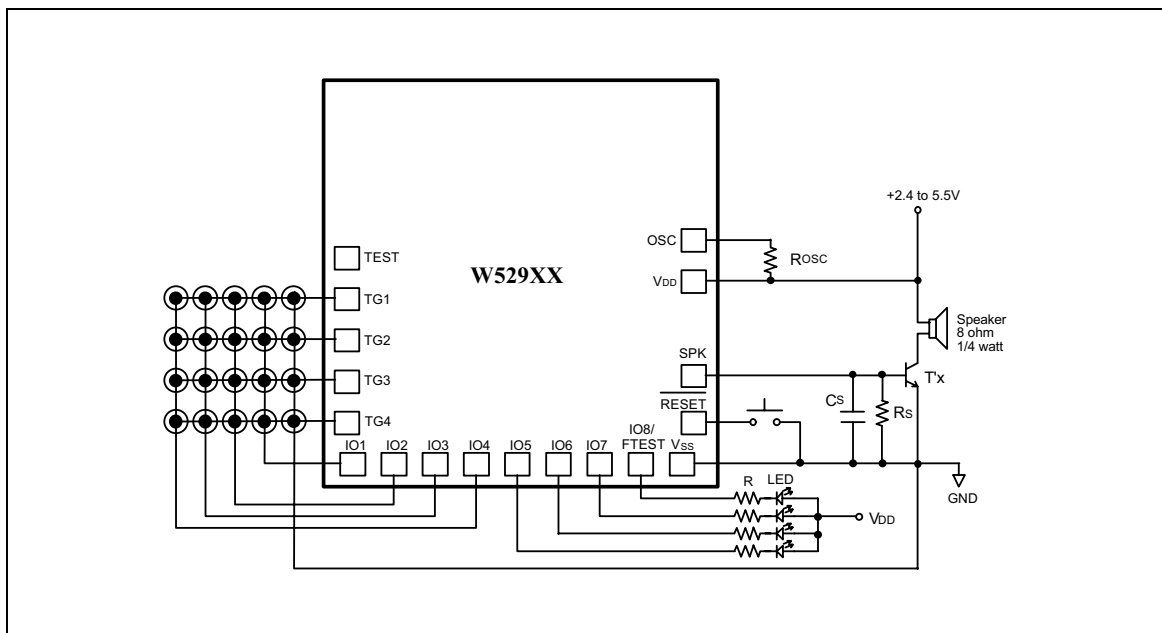 +2.4 to 5.5V
OSC
ROSC
TEST
W529XX
VDD
TG1
Speaker
8 ohm
1/4 watt
TG2
SPK
TG3
T'x
RESET
CS
RS
TG4
IO1
IO2
IO3
IO4
IO5
IO6
IO7
IO8/
FTEST
VSS
GND
R
LED
VDD